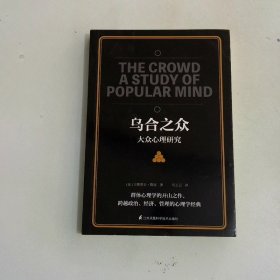 THE CROWD
A STUDY OF
POPULAR MIND
乌合之众
大众心理研究
群体心理学的开山之作，
跨越政治、经济、管理的心理学经典